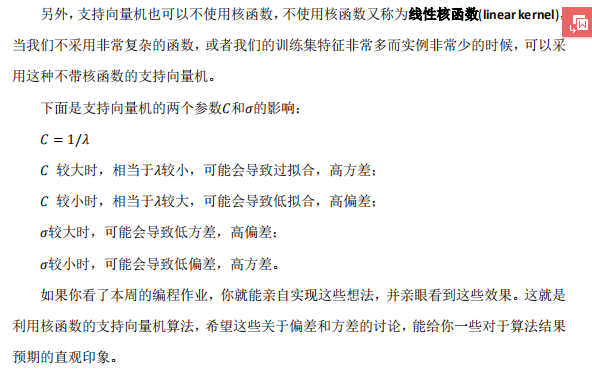 另外，支持向量机也可以不使用核函数，不使用核函数又称为线性核函数(linear kernel)，
当我们不采用非常复杂的函数，或者我们的训练集特征非常多而实例非常少的时候，可以采
用这种不带核函数的支持向量机。
下面是支持向量机的两个参数C和σ的影响：
C = 1/λ
C 较大时，相当于λ较小，可能会导致过拟合，高方差；
C 较小时，相当于λ较大，可能会导致低拟合，高偏差；
σ较大时，可能会导致低方差，高偏差；
σ较小时，可能会导致低偏差，高方差。
如果你看了本周的编程作业，你就能亲自实现这些想法，并亲眼看到这些效果。这就是
利用核函数的支持向量机算法，希望这些关于偏差和方差的讨论，能给你一些对于算法结果
预期的直观印象。